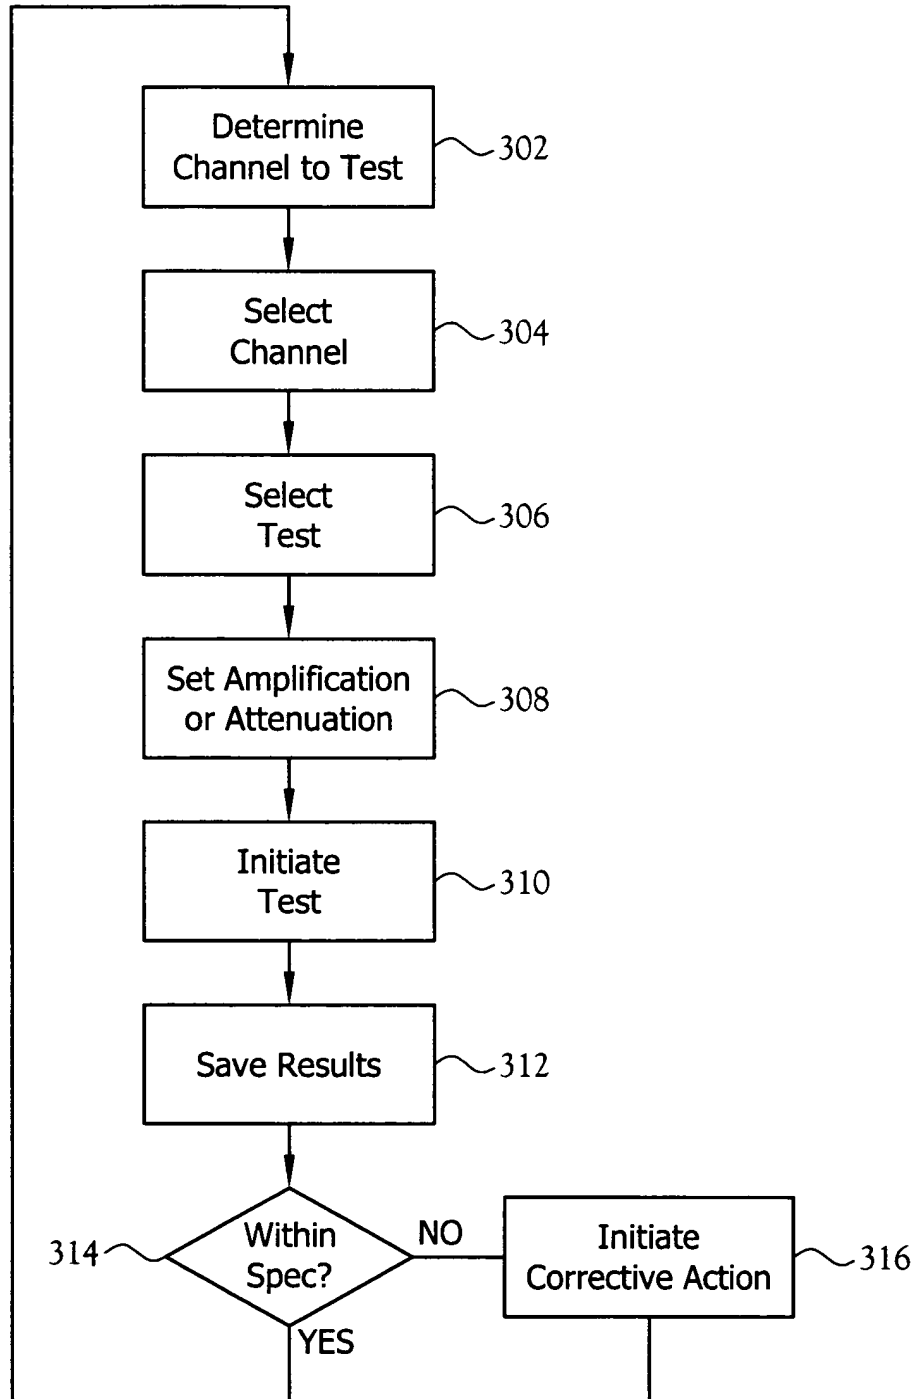 Determine
Channel to Test
302
Select
Channel
304
Select
Test
306
Set Amplification
or Attenuation
308
Initiate
Test
310
Save Results
312
314
Within
Spec?
NO
YES
Initiate
Corrective Action
316